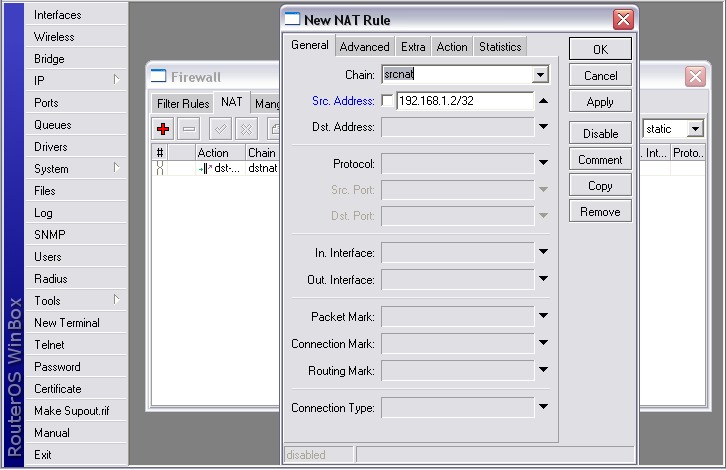 RouterOS WinBox
Interfaces
Wireless
Bridge
IP
Ports
Queues
Drivers
System
Files
Log
SNMP
Users
Radius
Tools
New Terminal
Telnet
Password
Certificate
Make Supout.rif
Manual
Exit
Firewall
Filter Rules NAT Mang
static
# Action Chain . Int... Proto..
dst-... dstnat
New NAT Rule
General Advanced Extra Action Statistics
Chain: srcnat
Src. Address: 192.168.1.2/32
Dst. Address:
Protocol:
Src. Port:
Dst. Port:
In. Interface:
Out. Interface:
Packet Mark:
Connection Mark:
Routing Mark:
Connection Type:
disabled
OK
Cancel
Apply
Disable
Comment
Copy
Remove